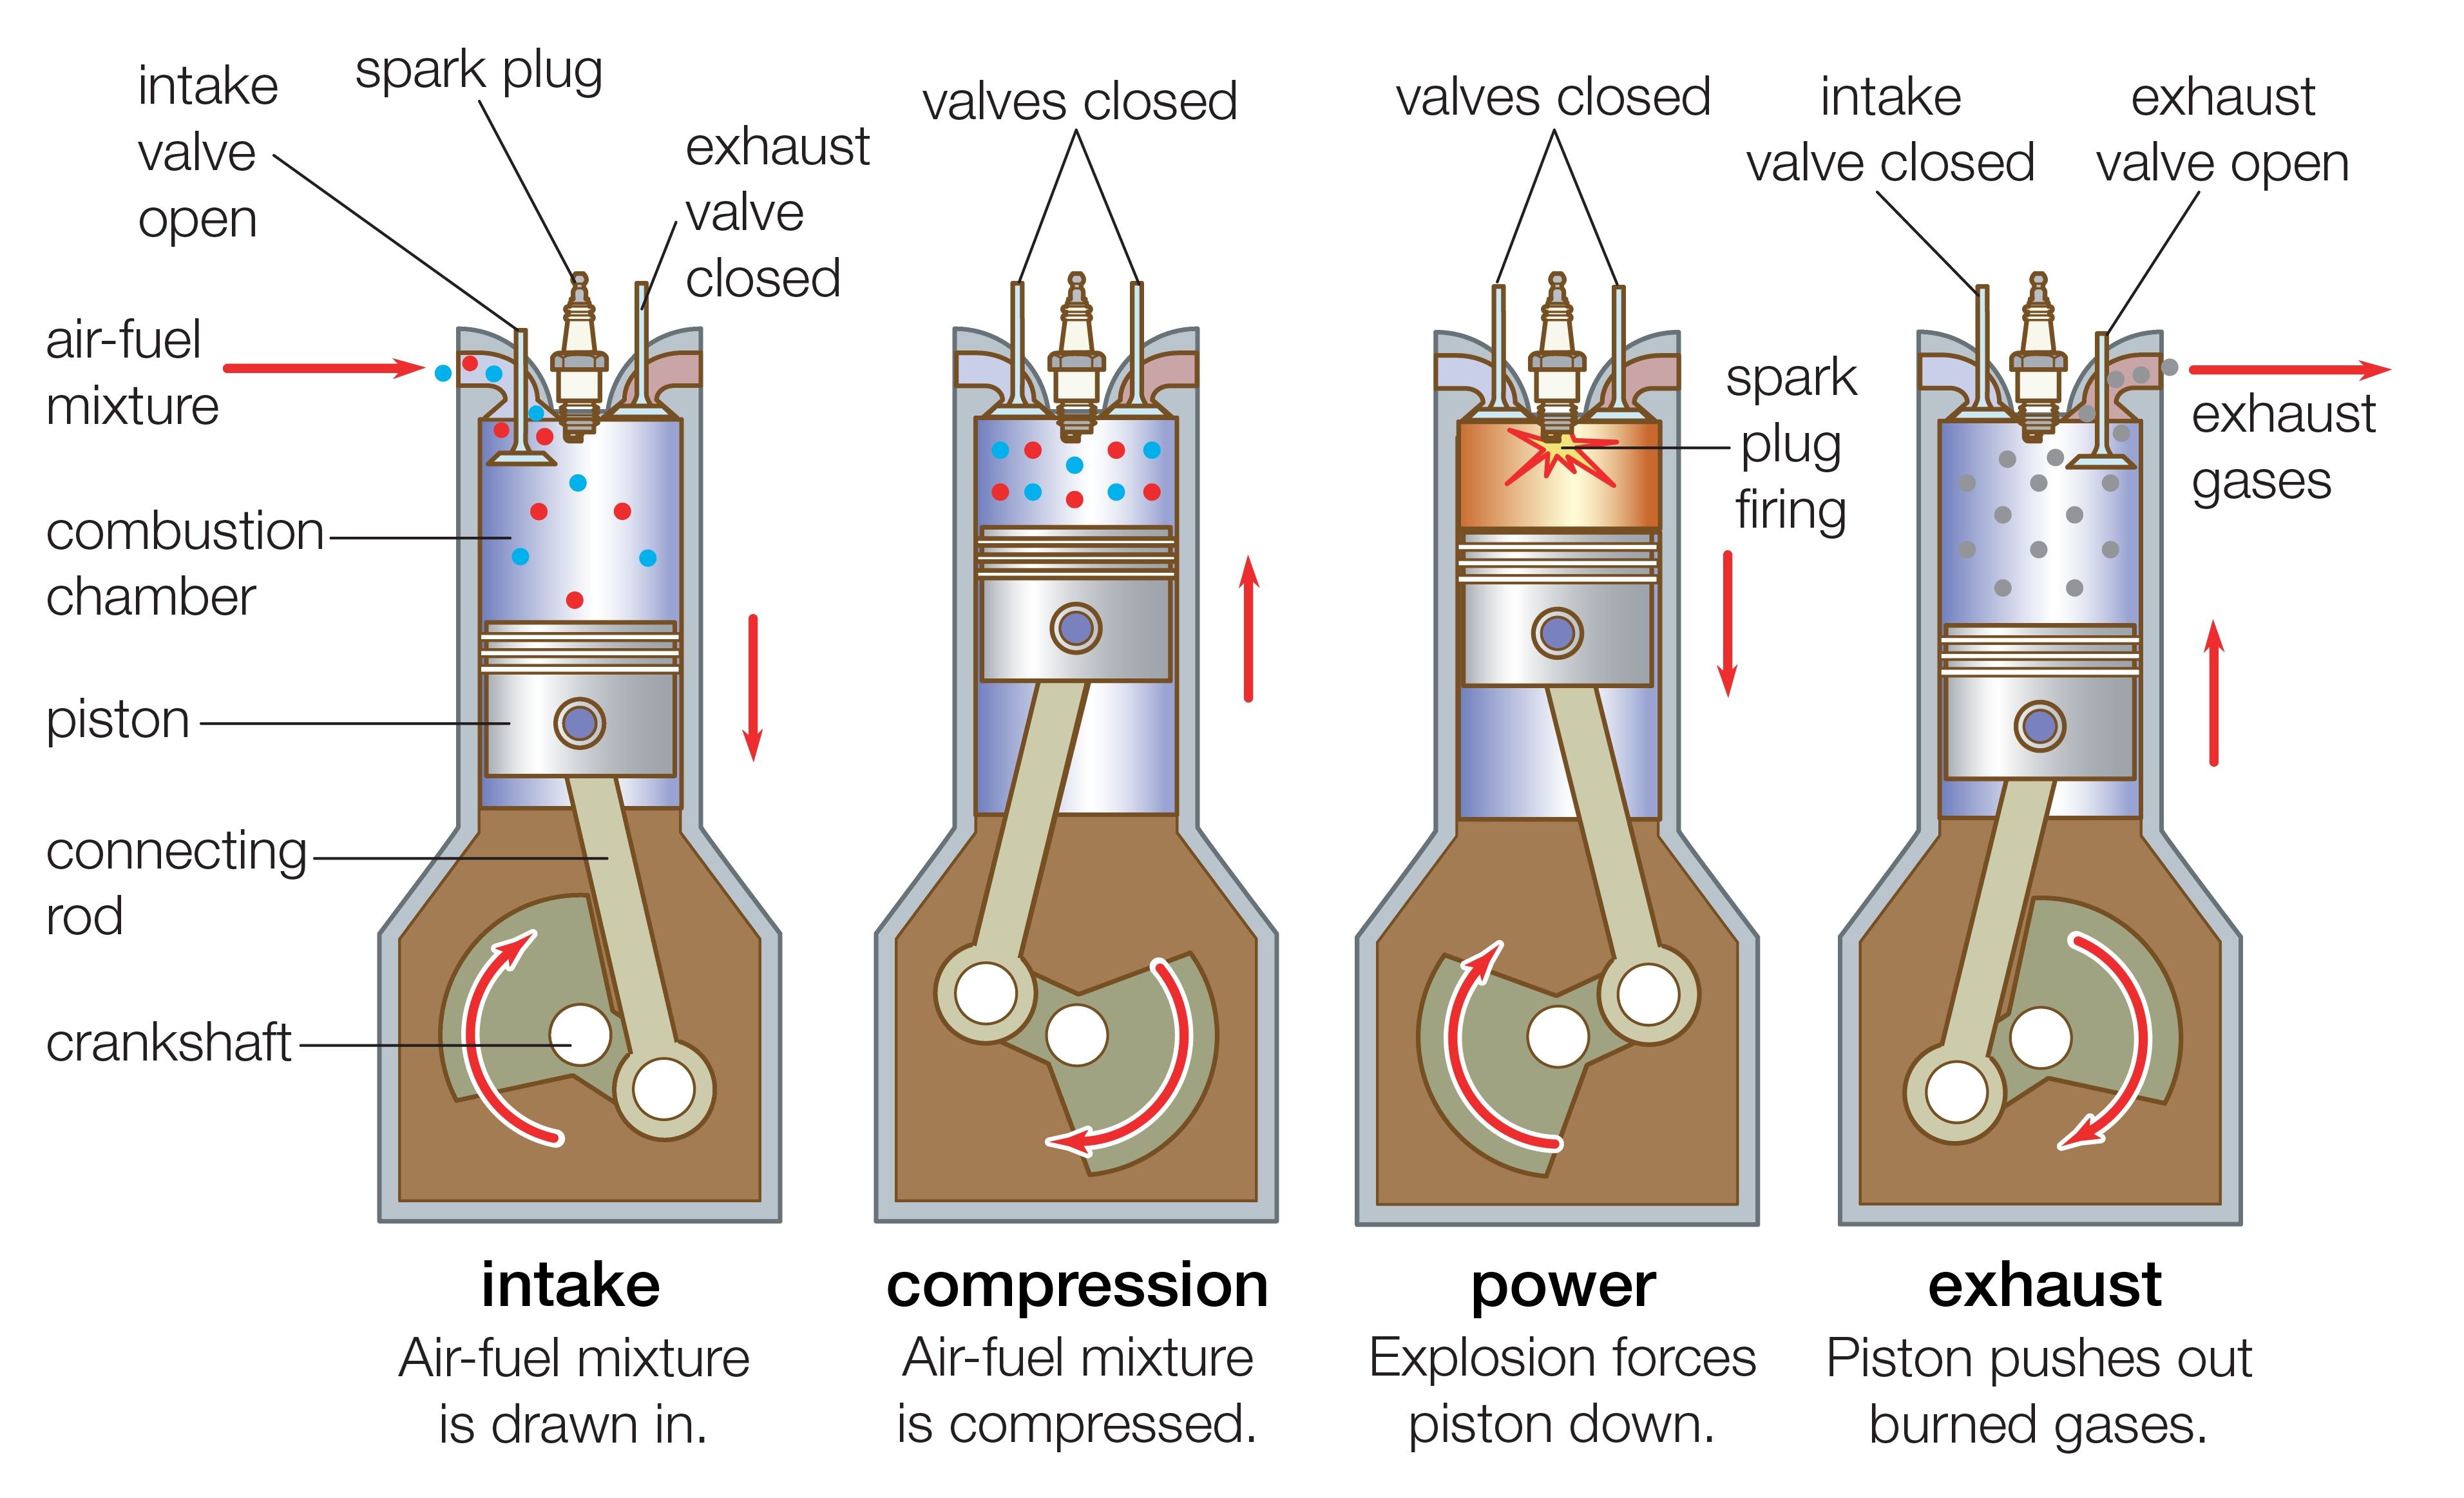 intake
valve
open
spark plug
exhaust
valve
closed
air-fuel
mixture
combustion
chamber
piston
connecting
rod
crankshaft
intake
Air-fuel mixture
is drawn in.
valves closed
compression
Air-fuel mixture
is compressed.
valves closed
spark
plug
firing
power
Explosion forces
piston down.
intake
valve closed
exhaust
valve open
exhaust
gases
exhaust
Piston pushes out
burned gases.